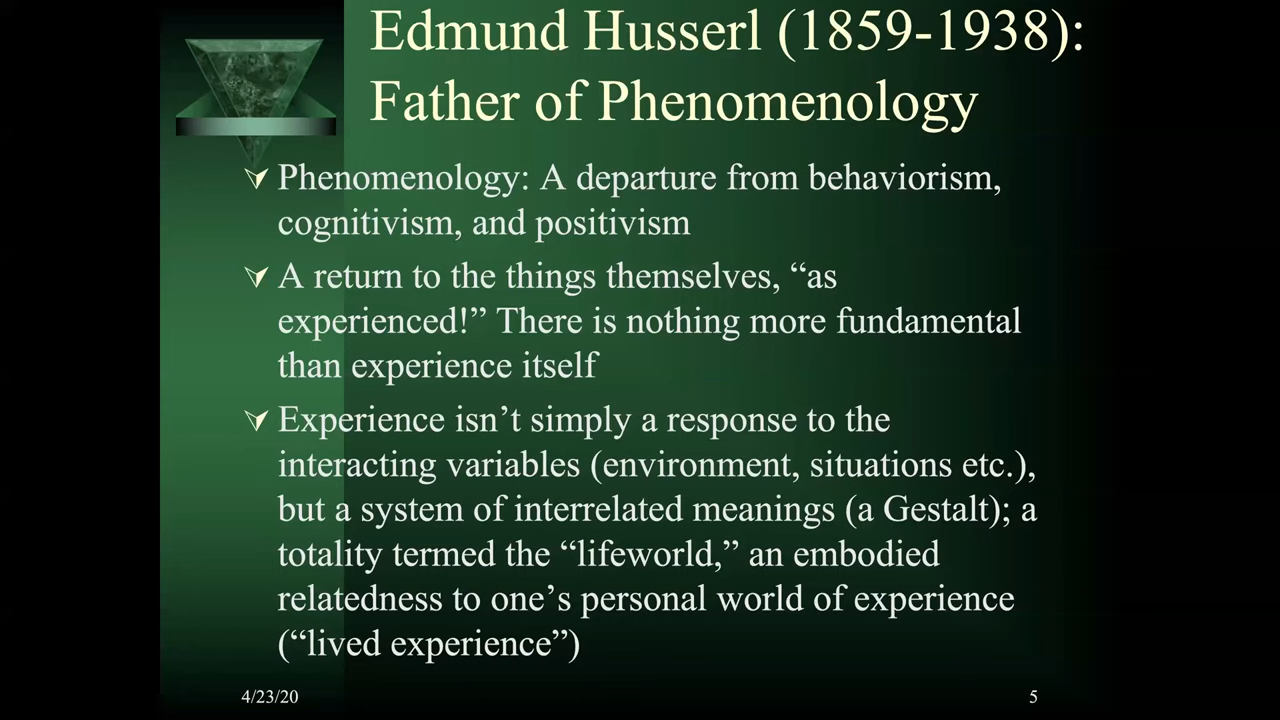 Edmund Husserl (1859-1938):
Father of Phenomenology
Phenomenology: A departure from behaviorism,
cognitivism, and positivism
A return to the things themselves, “as
experienced!” There is nothing more fundamental
than experience itself
Experience isn’t simply a response to the
interacting variables (environment, situations etc.),
but a system of interrelated meanings (a Gestalt); a
totality termed the “lifeworld,” an embodied
relatedness to one’s personal world of experience
(“lived experience”)
4/23/20
5